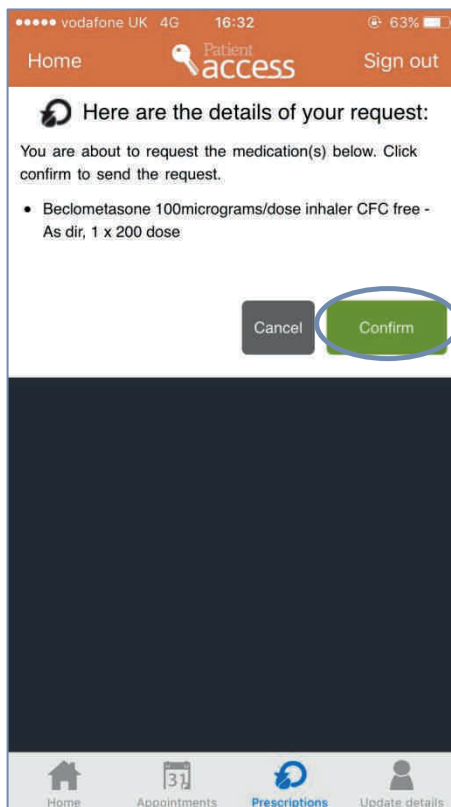 vodafone UK 4G 16:32 63%
Home Patient access Sign out
Here are the details of your request:
You are about to request the medication(s) below. Click
confirm to send the request.
• Beclometasone 100micrograms/dose inhaler CFC free -
As dir, 1 x 200 dose
Cancel Confirm
31
Home Appointments Prescriptions Update details